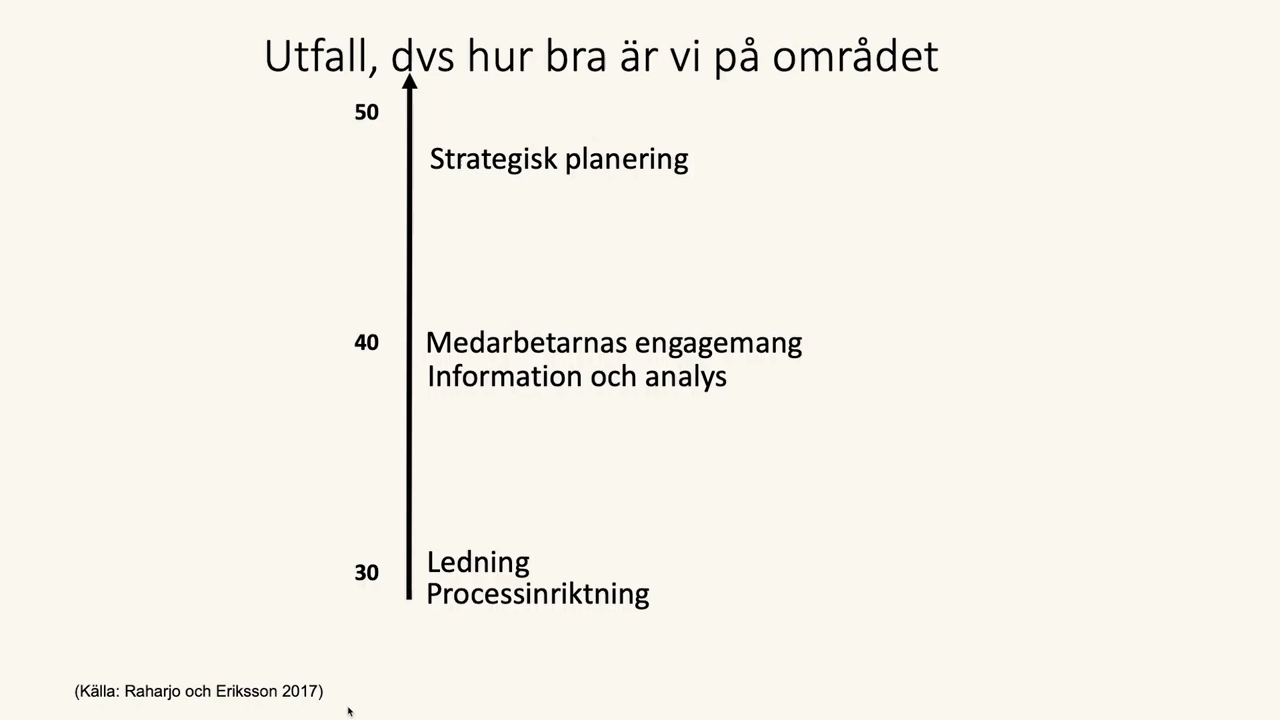 Utfall, dvs hur bra är vi på området
50
Strategisk planering
40
Medarbetarnas engagemang
Information och analys
30
Ledning
Processinriktning
(Källa: Raharjo och Eriksson 2017)